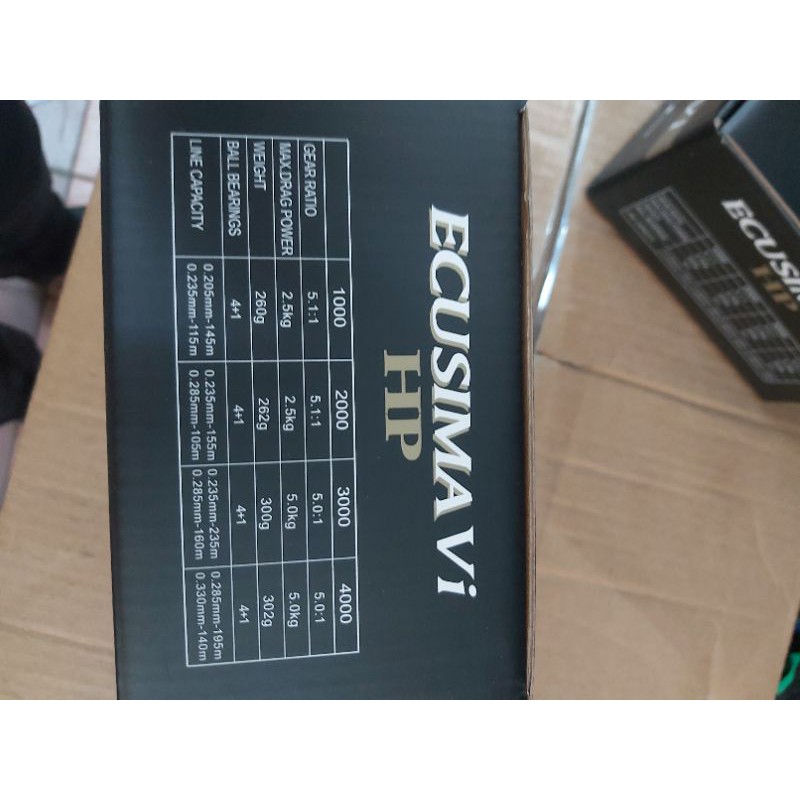 ECUSIMA Vi
HP
1000 2000 3000 4000
GEAR RATIO 5.1:1 5.1:1 5.0:1 5.0:1
MAX.DRAG POWER 2.5kg 2.5kg 5.0kg 5.0kg
WEIGHT 260g 262g 300g 302g
BALL BEARINGS 4+1 4+1 4+1 4+1
LINE CAPACITY 0.205mm-145m 0.235mm-155m 0.235mm-235m 0.285mm-195m
0.235mm-115m 0.285mm-105m 0.285mm-160m 0.330mm-140m
HP